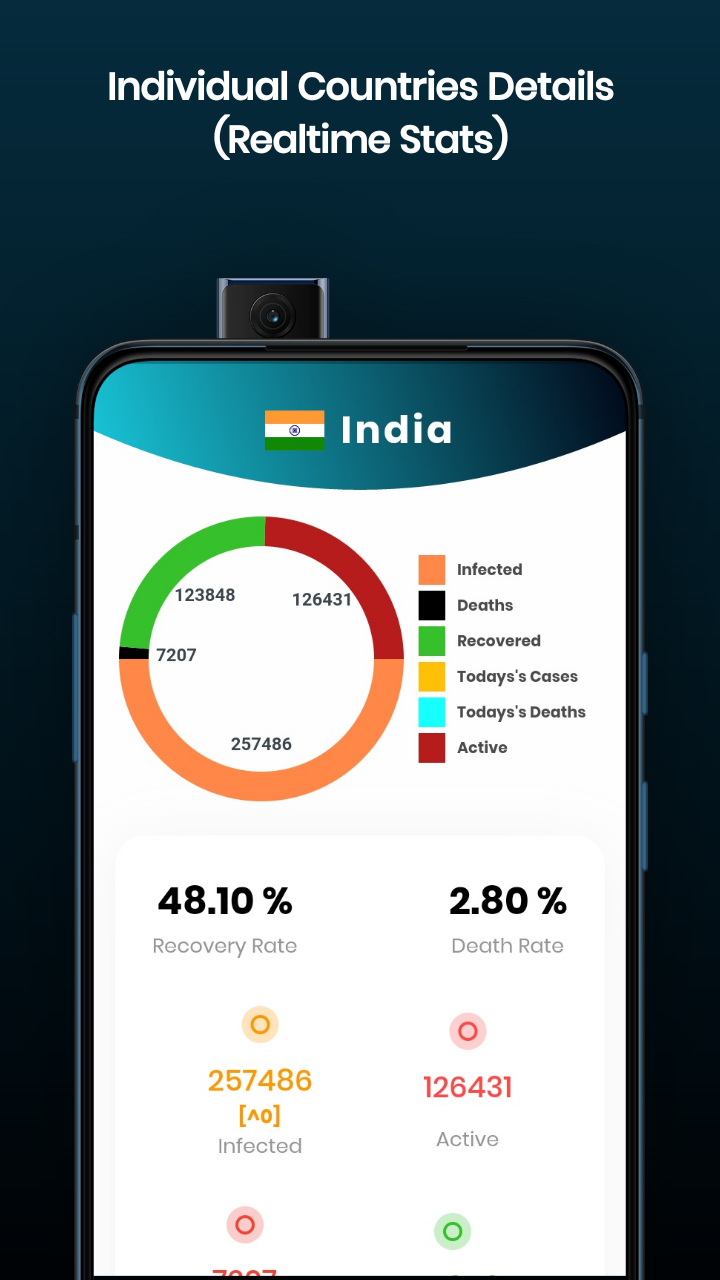 Individual Countries Details
(Realtime Stats)
India
123848
126431
7207
257486
Infected
Deaths
Recovered
Todays's Cases
Todays's Deaths
Active
48.10 %
2.80 %
Recovery Rate
Death Rate
257486
126431
[^0]
Infected
Active